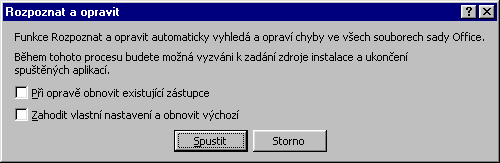 Rozpoznat a opravit
Funkce Rozpoznat a opravit automaticky vyhledá a opraví chyby ve všech souborech sady Office.
Během tohoto procesu budete možná vyzváni k zadání zdroje instalace a ukončení
spuštěných aplikací.
Při opravě obnovit existující zástupce
Zahodit vlastní nastavení a obnovit výchozí
Spustit
Storno